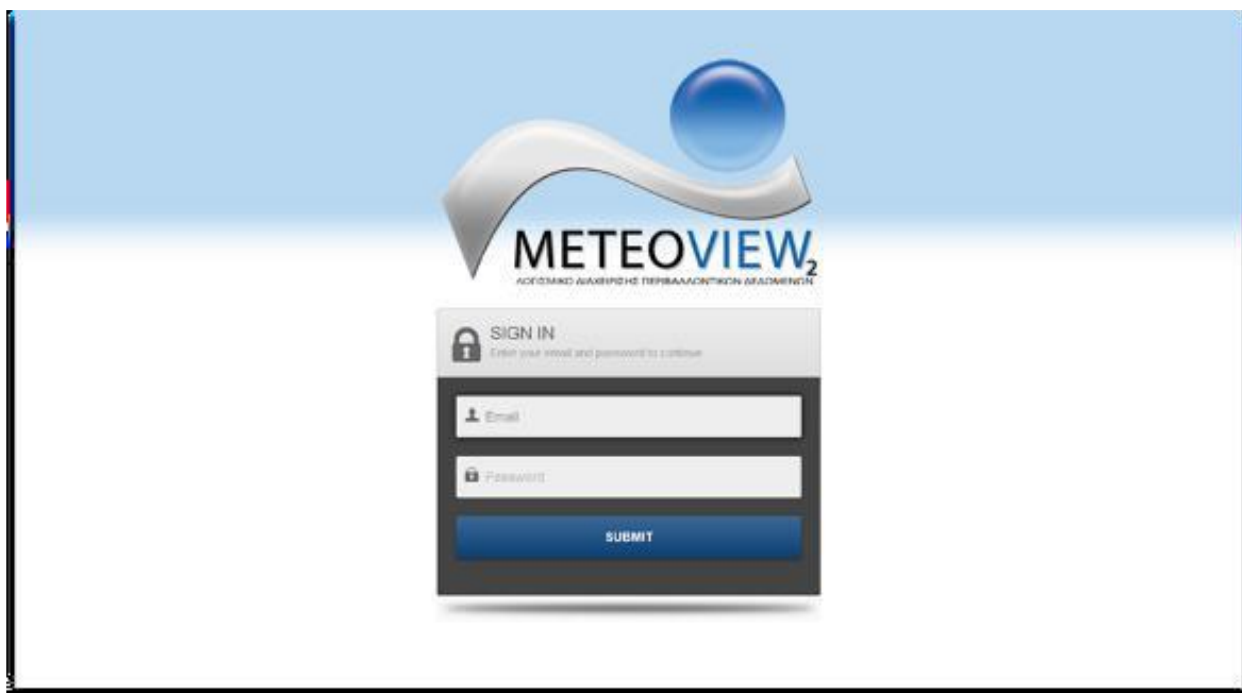 METEOVIEW2
ΛΟΓΙΣΜΙΚΟ ΔΙΑΧΕΙΡΙΣΗΣ ΠΕΡΙΒΑΛΛΟΝΤΙΚΩΝ ΔΕΔΟΜΕΝΩΝ
SIGN IN
Enter your email and password to continue
Email
Password
SUBMIT